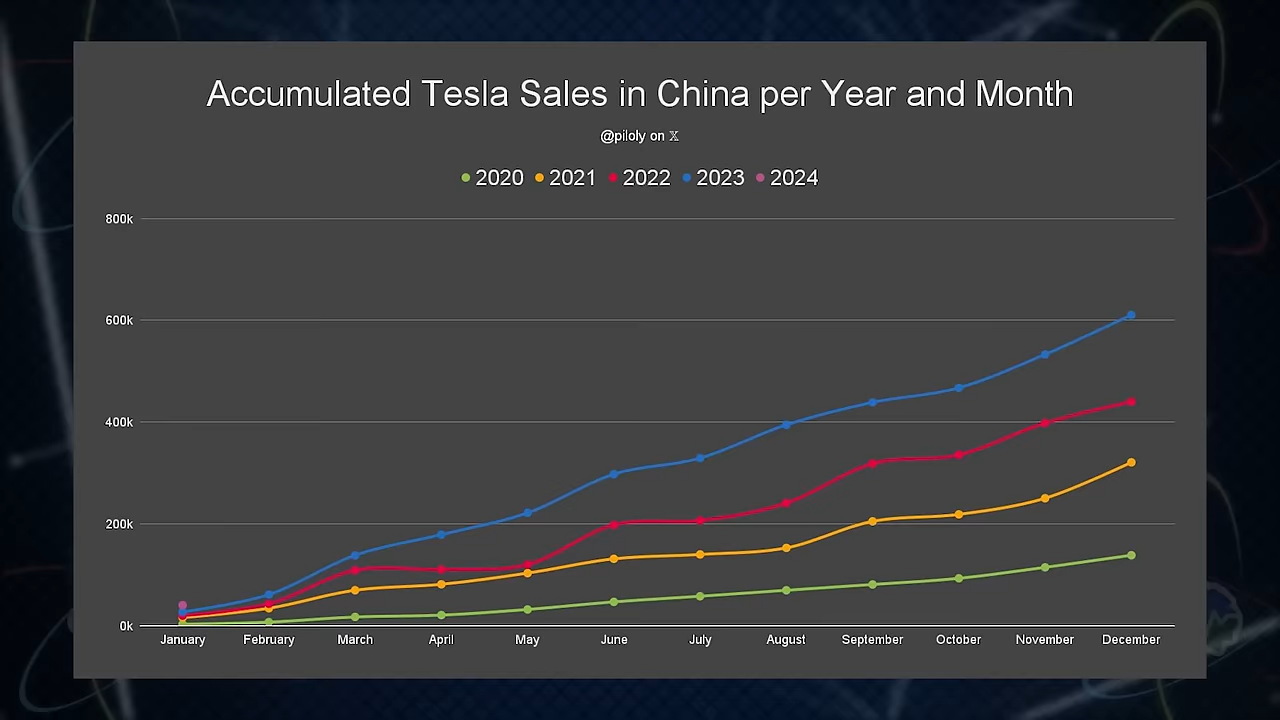 Accumulated Tesla Sales in China per Year and Month
@piloly on 𝕏
2020 2021 2022 2023 2024
800k
600k
400k
200k
0k
January February March April May June July August September October November December